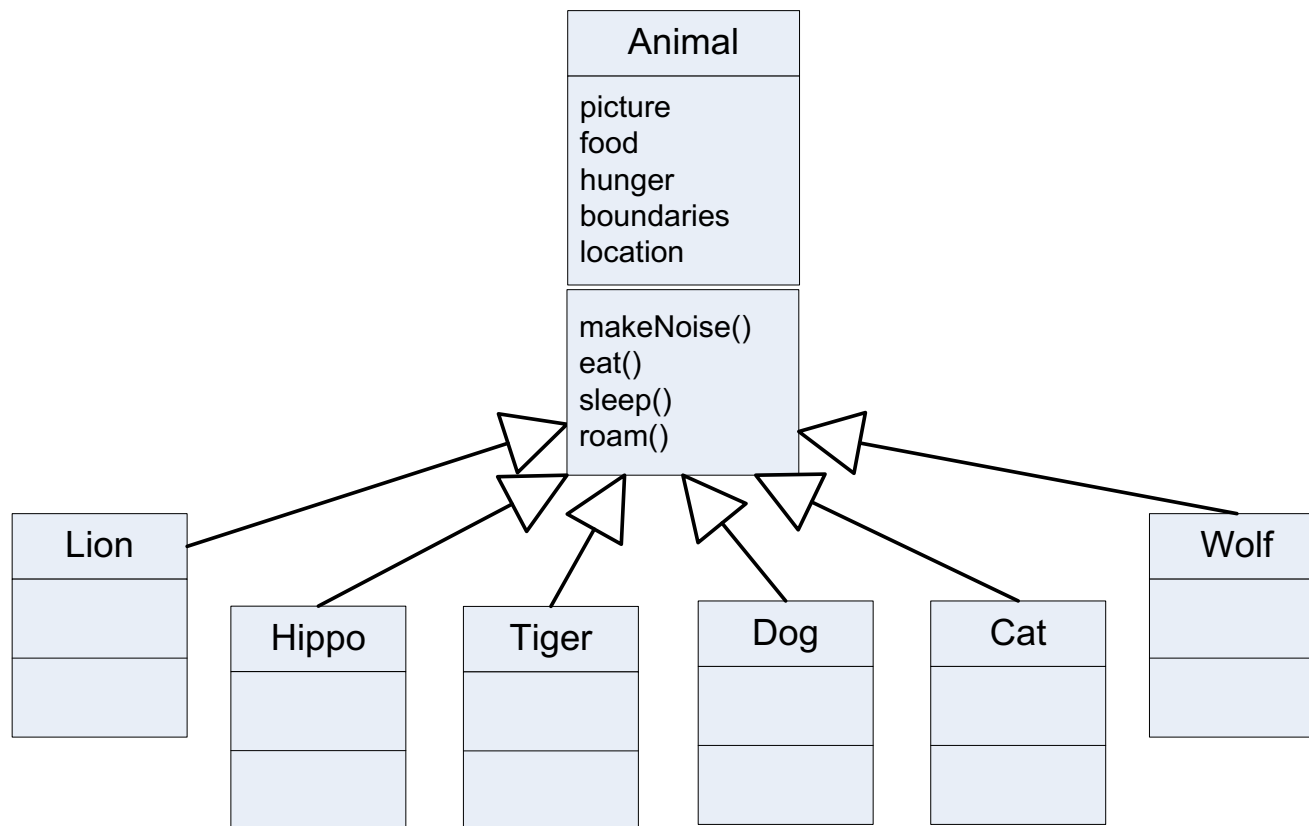 Animal
picture
food
hunger
boundaries
location
makeNoise()
eat()
sleep()
roam()
Lion
Hippo
Tiger
Dog
Cat
Wolf